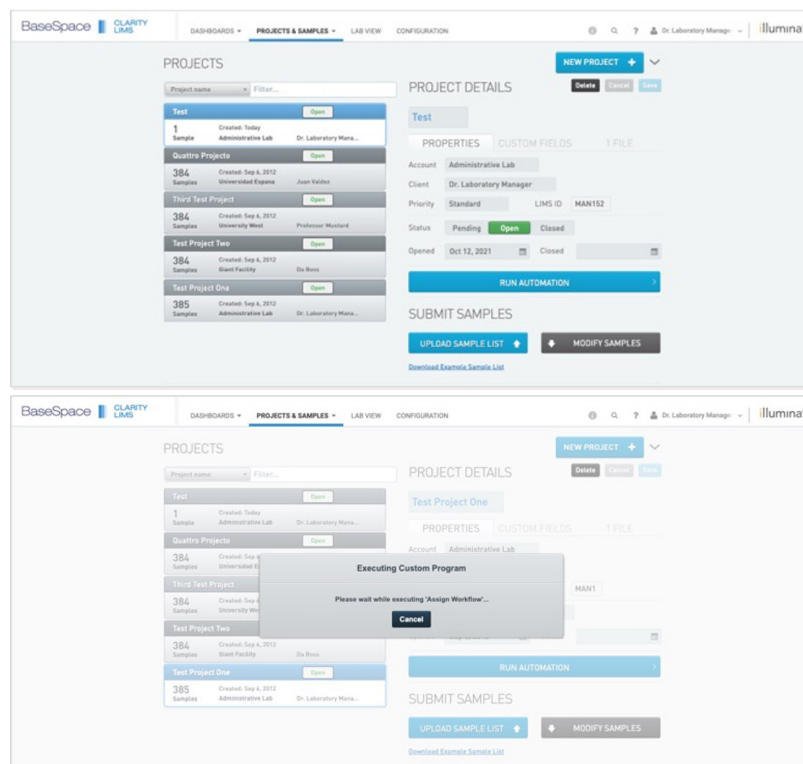 BaseSpace CLARITY LIMS DASHBOARDS PROJECTS & SAMPLES LAB VIEW CONFIGURATION ? Dr. Laboratory Manage illumina
PROJECTS
NEW PROJECT +
Project name Filter...
PROJECT DETAILS
Delete Cancel Save
Test Open
Test
1 Created: Today
Sample Administrative Lab Dr. Laboratory Mana...
PROPERTIES CUSTOM FIELDS 1 FILE
Quattro Projecto Open
384 Created: Sep 6, 2012
Samples Universidad Espana Juan Valdez
Account Administrative Lab
Client Dr. Laboratory Manager
Third Test Project Open
384 Created: Sep 6, 2012
Samples University West Professor Mustard
Priority Standard LIMS ID MAN152
Status Pending Open Closed
Test Project Two Open
384 Created: Sep 6, 2012
Samples Giant Facility Da Boss
Opened Oct 12, 2021 Closed
Test Project One Open
385 Created: Sep 6, 2012
Samples Administrative Lab Dr. Laboratory Mana...
RUN AUTOMATION
SUBMIT SAMPLES
UPLOAD SAMPLE LIST
MODIFY SAMPLES
Download Example Sample List
BaseSpace CLARITY LIMS DASHBOARDS PROJECTS & SAMPLES LAB VIEW CONFIGURATION ? Dr. Laboratory Manage illumina
PROJECTS
NEW PROJECT +
Project name Filter...
PROJECT DETAILS
Delete Cancel Save
Test Open
Test Project One
1 Created: Today
Sample Administrative Lab Dr. Laboratory Mana...
PROPERTIES CUSTOM FIELDS 1 FILE
Quattro Projecto Open
384 Created: Sep
Samples Universidad E
Account Administrative Lab
Executing Custom Program
Please wait while executing 'Assign Workflow'...
Cancel
Third Test Project
384 Created: Sep
Samples University We
MAN1
Test Project Two
384 Created: Sep 6, 2012
Samples Giant Facility Da Boss
Test Project One Open
385 Created: Sep 6, 2012
Samples Administrative Lab Dr. Laboratory Mana...
RUN AUTOMATION
SUBMIT SAMPLES
UPLOAD SAMPLE LIST
MODIFY SAMPLES
Download Example Sample List